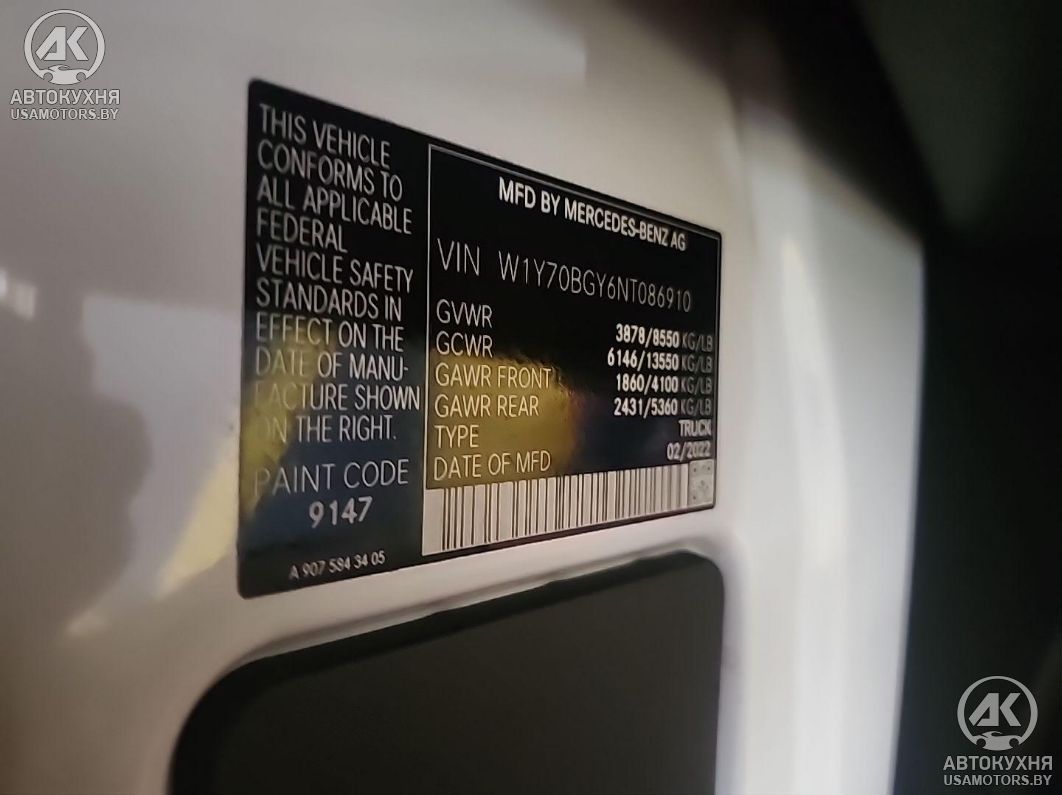 AK
АВТОКУХНЯ
USAMOTORS.BY
THIS VEHICLE
CONFORMS TO
ALL APPLICABLE
FEDERAL
VEHICLE SAFETY
STANDARDS IN
EFFECT ON THE
DATE OF MANU-
FACTURE SHOWN
ON THE RIGHT.
PAINT CODE
9147
A 907 584 34 05
MFD BY MERCEDES-BENZ AG
VIN W1Y70BGY6NT086910
GVWR 3878/8550 KG/LB
GCWR 6146/13550 KG/LB
GAWR FRONT 1860/4100 KG/LB
GAWR REAR 2431/5360 KG/LB
TYPE TRUCK
DATE OF MFD 02/2022
AK
АВТОКУХНЯ
USAMOTORS.BY